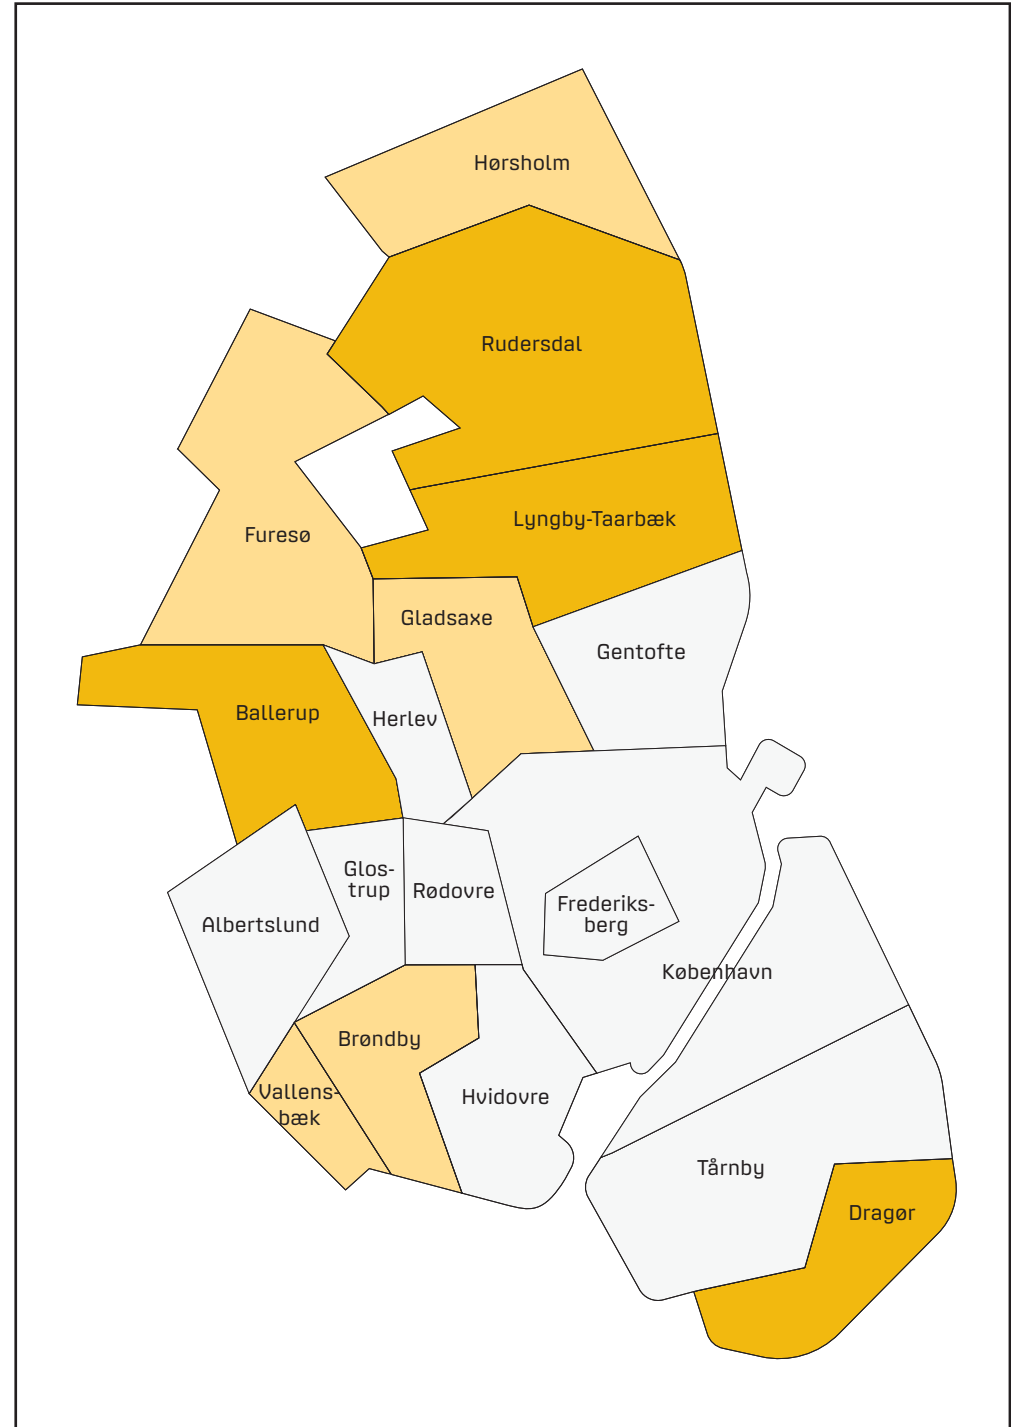 Hørsholm
Rudersdal
Lyngby-Taarbæk
Furesø
Gladsaxe
Gentofte
Ballerup
Herlev
Glos-
trup
Rødovre
Frederiks-
berg
Albertslund
København
Brøndby
Vallens-
bæk
Hvidovre
Tårnby
Dragør